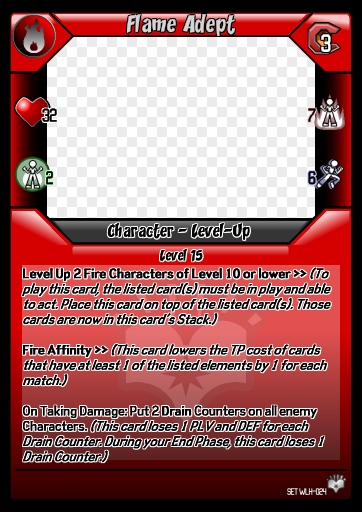 Flame Adept
3
32
7
2
6
Character - Level-Up
Level 15
Level Up 2 Fire Characters of Level 10 or lower >> (To
play this card, the listed card(s) must be in play and able
to act. Place this card on top of the listed card(s). Those
cards are now in this card's Stack.)
Fire Affinity >> (This card lowers the TP cost of cards
that have at least 1 of the listed elements by 1 for each
match.)
On Taking Damage: Put 2 Drain Counters on all enemy
Characters. (This card loses 1 PLV and DEF for each
Drain Counter. During your End Phase, this card loses 1
Drain Counter.)
SET WLH-024